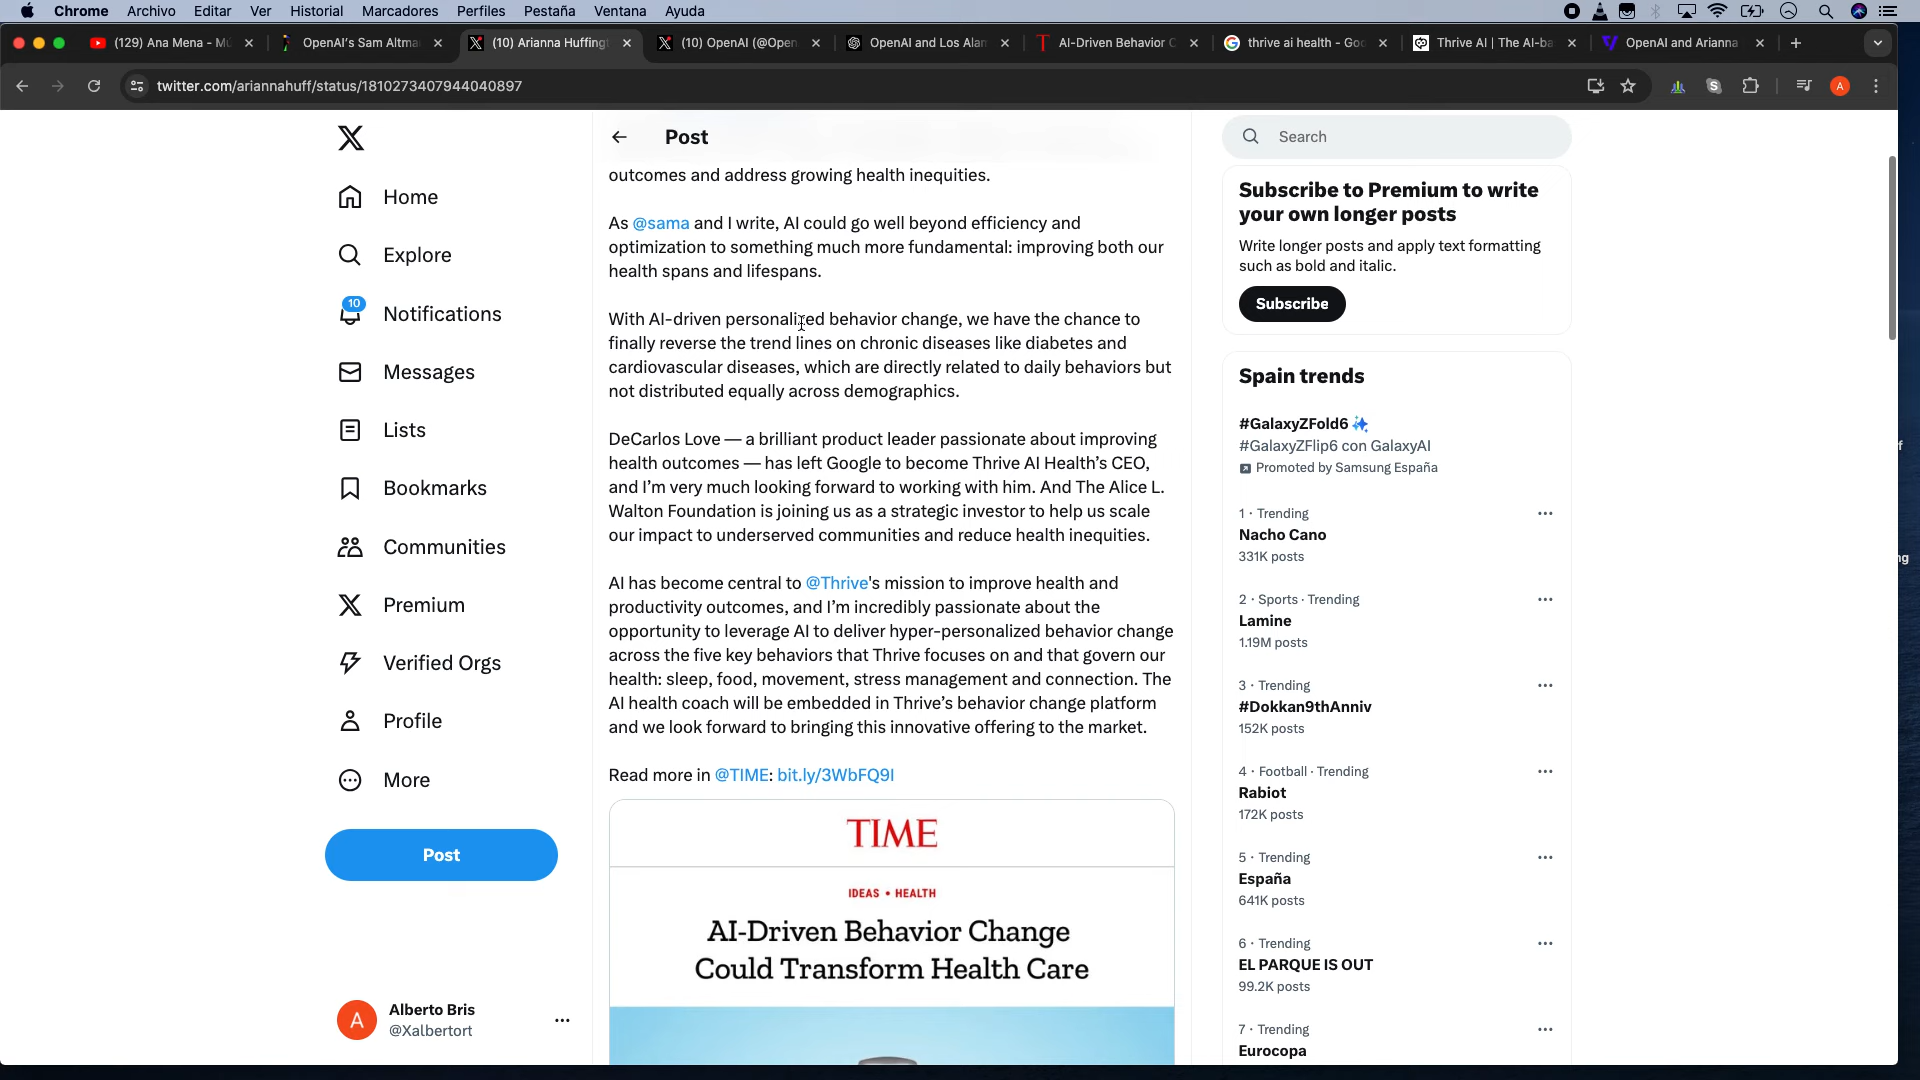 Chrome Archivo Editar Ver Historial Marcadores Perfiles Pestaña Ventana Ayuda
(129) Ana Mena - Mú
OpenAI's Sam Altma
(10) Arianna Huffing
(10) OpenAI (@Open
OpenAI and Los Alam
AI-Driven Behavior C
thrive ai health - Goo
Thrive AI | The AI-ba
OpenAI and Arianna
twitter.com/ariannahuff/status/1810273407944040897
A
Home
Explore
10
Notifications
Messages
Lists
Bookmarks
Communities
Premium
Verified Orgs
Profile
More
Post
A
Alberto Bris
@Xalbertort
Post
outcomes and address growing health inequities.
As @sama and I write, AI could go well beyond efficiency and
optimization to something much more fundamental: improving both our
health spans and lifespans.
With AI-driven personalized behavior change, we have the chance to
finally reverse the trend lines on chronic diseases like diabetes and
cardiovascular diseases, which are directly related to daily behaviors but
not distributed equally across demographics.
DeCarlos Love — a brilliant product leader passionate about improving
health outcomes — has left Google to become Thrive AI Health's CEO,
and I'm very much looking forward to working with him. And The Alice L.
Walton Foundation is joining us as a strategic investor to help us scale
our impact to underserved communities and reduce health inequities.
AI has become central to @Thrive's mission to improve health and
productivity outcomes, and I'm incredibly passionate about the
opportunity to leverage AI to deliver hyper-personalized behavior change
across the five key behaviors that Thrive focuses on and that govern our
health: sleep, food, movement, stress management and connection. The
AI health coach will be embedded in Thrive's behavior change platform
and we look forward to bringing this innovative offering to the market.
Read more in @TIME: bit.ly/3WbFQ9I
TIME
IDEAS • HEALTH
AI-Driven Behavior Change
Could Transform Health Care
Search
Subscribe to Premium to write
your own longer posts
Write longer posts and apply text formatting
such as bold and italic.
Subscribe
Spain trends
#GalaxyZFold6
#GalaxyZFlip6 con GalaxyAI
Promoted by Samsung España
1 · Trending
Nacho Cano
331K posts
2 · Sports · Trending
Lamine
1.19M posts
3 · Trending
#Dokkan9thAnniv
152K posts
4 · Football · Trending
Rabiot
172K posts
5 · Trending
España
641K posts
6 · Trending
EL PARQUE IS OUT
99.2K posts
7 · Trending
Eurocopa